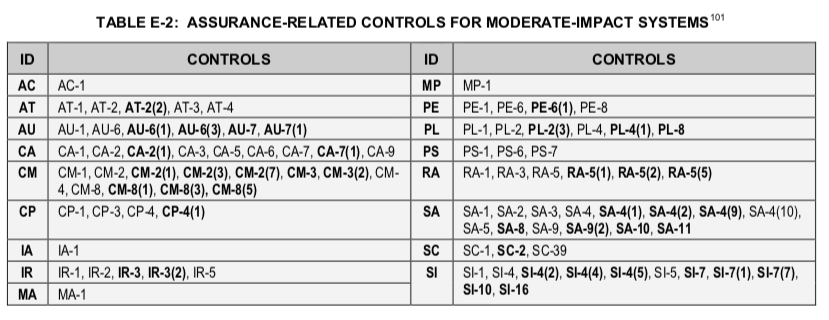 TABLE E-2: ASSURANCE-RELATED CONTROLS FOR MODERATE-IMPACT SYSTEMS101
ID CONTROLS ID CONTROLS
AC AC-1 MP MP-1
AT AT-1, AT-2, AT-2(2), AT-3, AT-4 PE PE-1, PE-6, PE-6(1), PE-8
AU AU-1, AU-6, AU-6(1), AU-6(3), AU-7, AU-7(1) PL PL-1, PL-2, PL-2(3), PL-4, PL-4(1), PL-8
CA CA-1, CA-2, CA-2(1), CA-3, CA-5, CA-6, CA-7, CA-7(1), CA-9 PS PS-1, PS-6, PS-7
CM CM-1, CM-2, CM-2(1), CM-2(3), CM-2(7), CM-3, CM-3(2), CM- RA RA-1, RA-3, RA-5, RA-5(1), RA-5(2), RA-5(5)
4, CM-8, CM-8(1), CM-8(3), CM-8(5)
CP CP-1, CP-3, CP-4, CP-4(1) SA SA-1, SA-2, SA-3, SA-4, SA-4(1), SA-4(2), SA-4(9), SA-4(10),
SA-5, SA-8, SA-9, SA-9(2), SA-10, SA-11
IA IA-1 SC SC-1, SC-2, SC-39
IR IR-1, IR-2, IR-3, IR-3(2), IR-5 SI SI-1, SI-4, SI-4(2), SI-4(4), SI-4(5), SI-5, SI-7, SI-7(1), SI-7(7),
MA MA-1 SI-10, SI-16